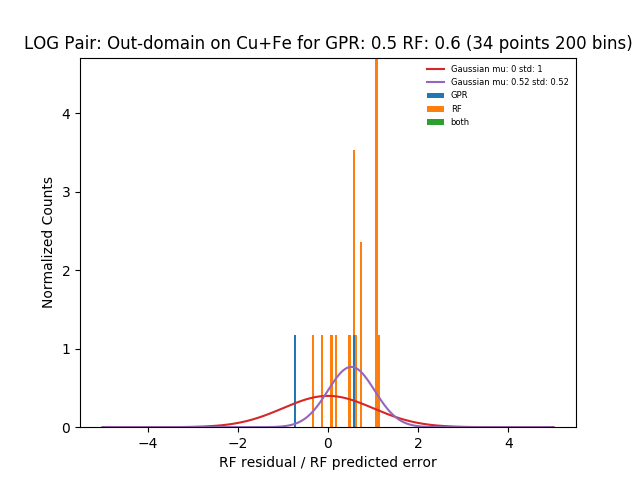 LOG Pair: Out-domain on Cu+Fe for GPR: 0.5 RF: 0.6 (34 points 200 bins)
Gaussian mu: 0 std: 1
Gaussian mu: 0.52 std: 0.52
GPR
RF
both
Normalized Counts
4
3
2
1
0
−4 −2 0 2 4
RF residual / RF predicted error